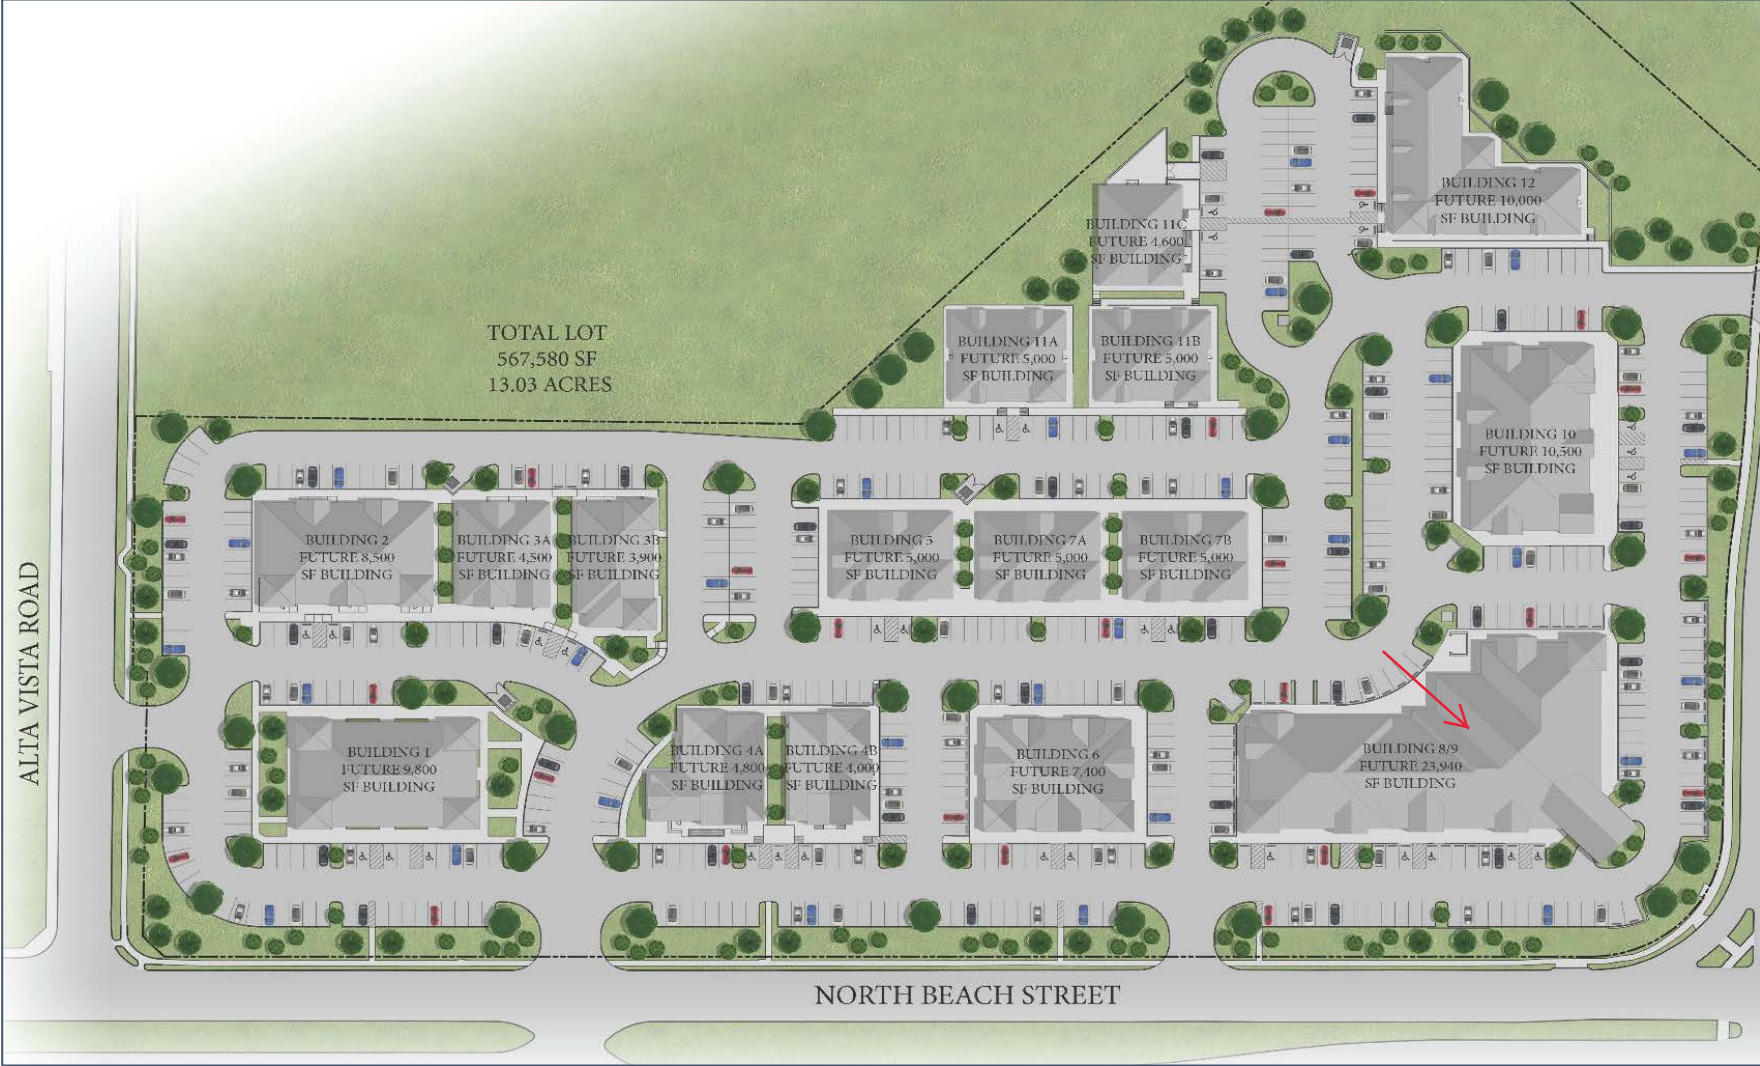 BUILDING 12
FUTURE 10,000
SF BUILDING
BUILDING 11C
FUTURE 4,600
SF BUILDING
TOTAL LOT
567,580 SF
13.03 ACRES
BUILDING 11A
FUTURE 5,000
SF BUILDING
BUILDING 11B
FUTURE 5,000
SF BUILDING
BUILDING 10
FUTURE 10,500
SF BUILDING
BUILDING 2
FUTURE 8,500
SF BUILDING
BUILDING 3A
FUTURE 4,500
SF BUILDING
BUILDING 3B
FUTURE 3,900
SF BUILDING
BUILDING 5
FUTURE 5,000
SF BUILDING
BUILDING 7A
FUTURE 5,000
SF BUILDING
BUILDING 7B
FUTURE 5,000
SF BUILDING
ALTA VISTA ROAD
BUILDING 1
FUTURE 9,800
SF BUILDING
BUILDING 4A
FUTURE 4,800
SF BUILDING
BUILDING 4B
FUTURE 4,000
SF BUILDING
BUILDING 6
FUTURE 7,400
SF BUILDING
BUILDING 8/9
FUTURE 23,940
SF BUILDING
NORTH BEACH STREET